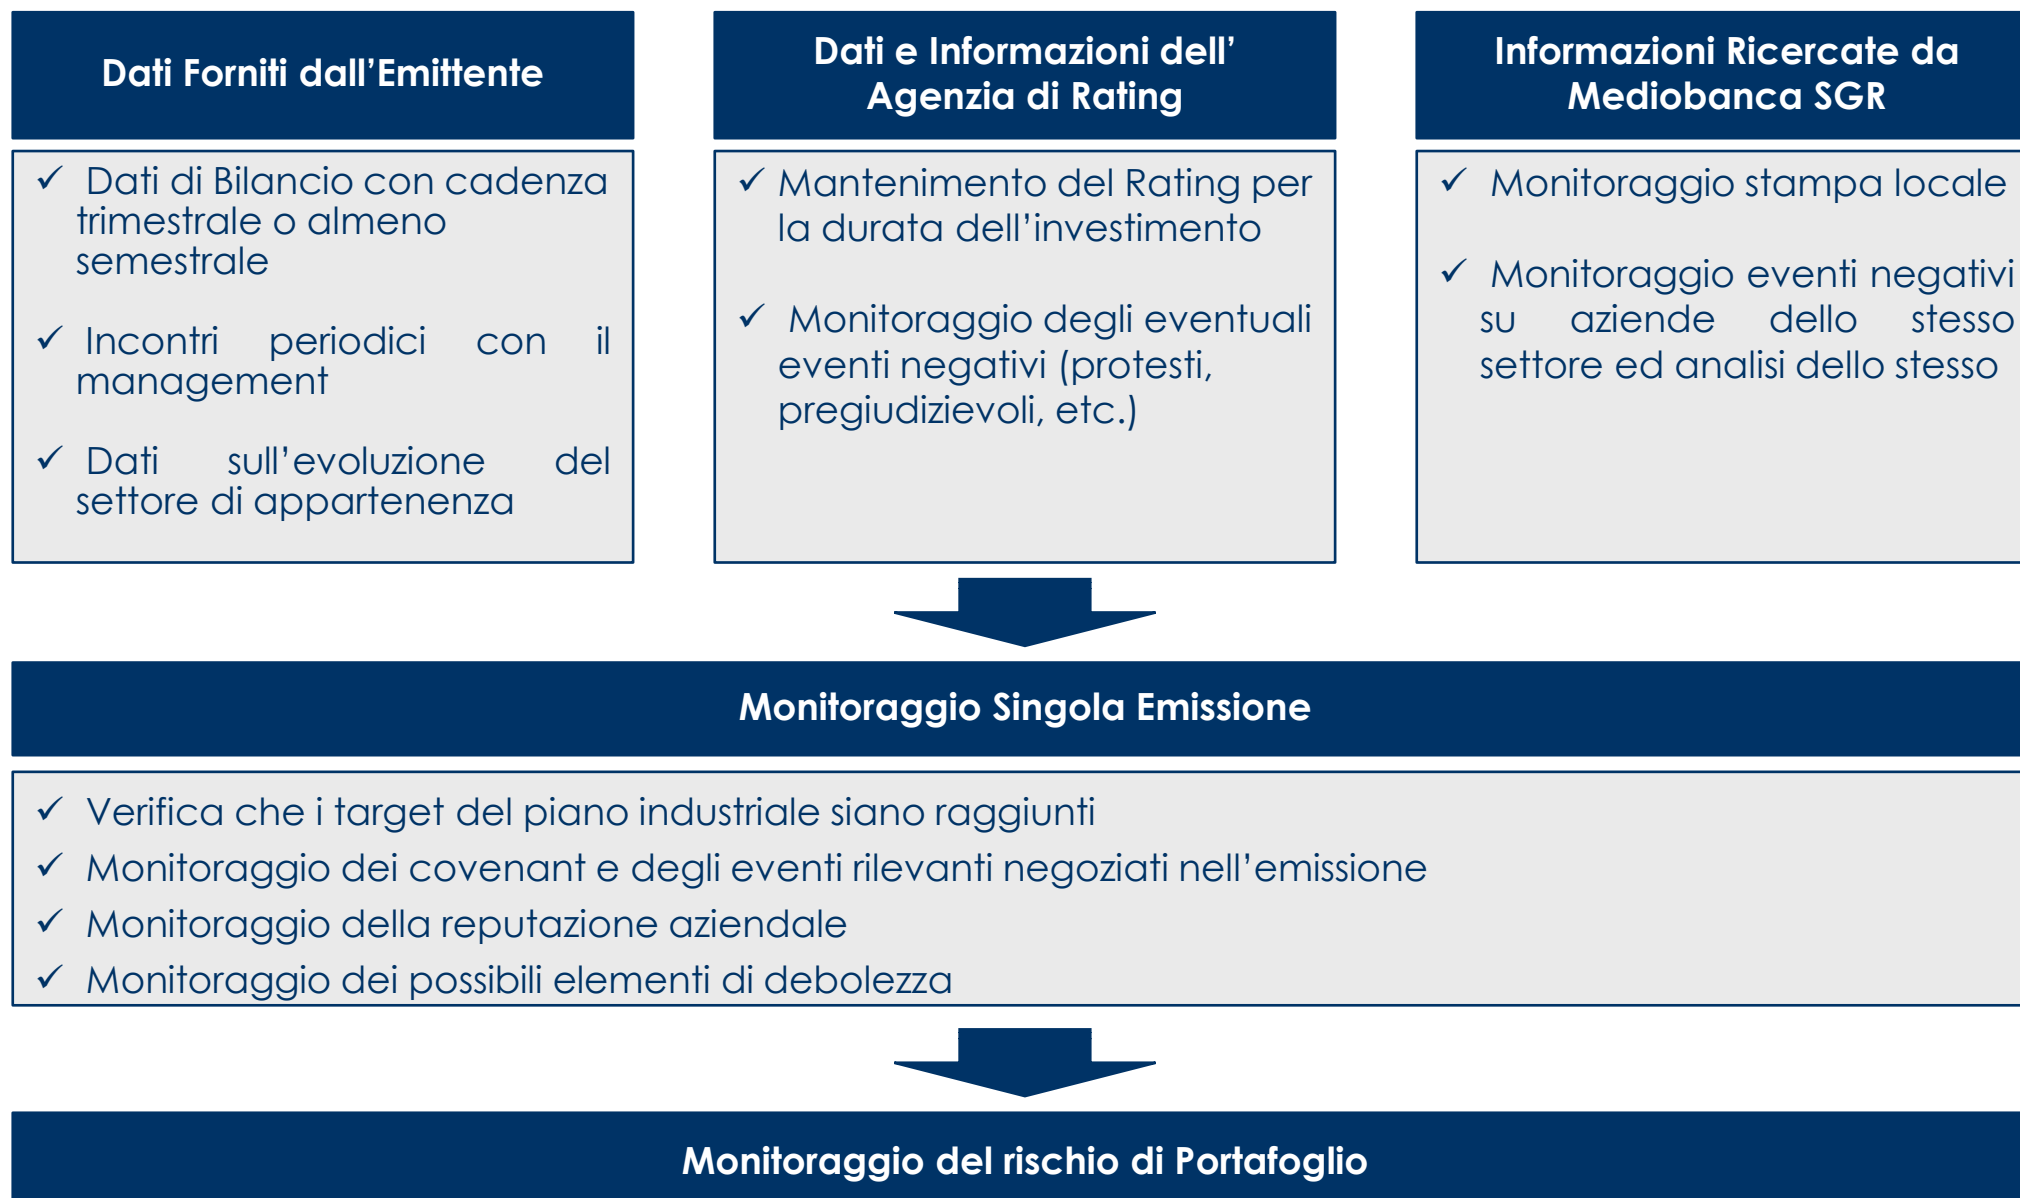 Dati Forniti dall’Emittente
✓ Dati di Bilancio con cadenza
trimestrale o almeno
semestrale
✓ Incontri periodici con il
management
✓ Dati sull’evoluzione del
settore di appartenenza
Dati e Informazioni dell’
Agenzia di Rating
✓ Mantenimento del Rating per
la durata dell’investimento
✓ Monitoraggio degli eventuali
eventi negativi (protesti,
pregiudizievoli, etc.)
Informazioni Ricercate da
Mediobanca SGR
✓ Monitoraggio stampa locale
✓ Monitoraggio eventi negativi
su aziende dello stesso
settore ed analisi dello stesso
Monitoraggio Singola Emissione
✓ Verifica che i target del piano industriale siano raggiunti
✓ Monitoraggio dei covenant e degli eventi rilevanti negoziati nell’emissione
✓ Monitoraggio della reputazione aziendale
✓ Monitoraggio dei possibili elementi di debolezza
Monitoraggio del rischio di Portafoglio